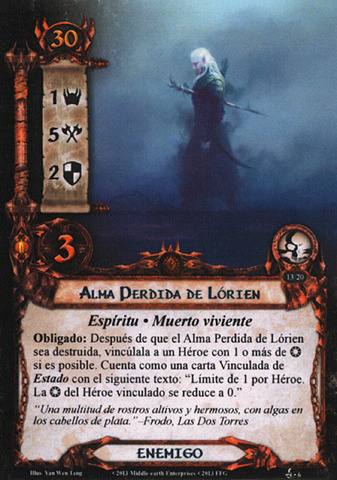 30
1
5
2
3
13/20
Alma Perdida de Lórien
Espíritu • Muerto viviente
Obligado: Después de que el Alma Perdida de Lórien
sea destruida, vincúlala a un Héroe con 1 o más de
si es posible. Cuenta como una carta Vinculada de
Estado con el siguiente texto: “Límite de 1 por Héroe.
La del Héroe vinculado se reduce a 0.”
“Una multitud de rostros altivos y hermosos, con algas en
los cabellos de plata.”–Frodo, Las Dos Torres
ENEMIGO
Illus. Yan Wen Tang ©2013 Middle-earth Enterprises ©2013 FFG 6